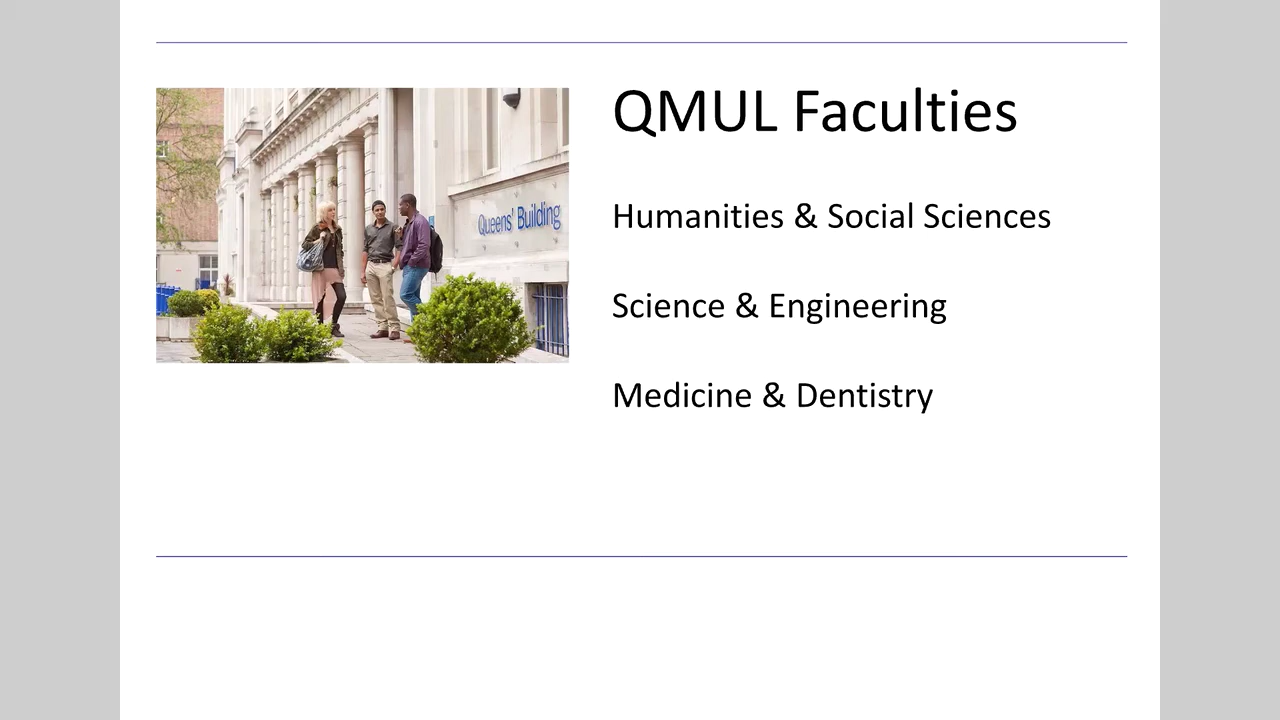 QMUL Faculties
Queens' Building
Humanities & Social Sciences
Science & Engineering
Medicine & Dentistry